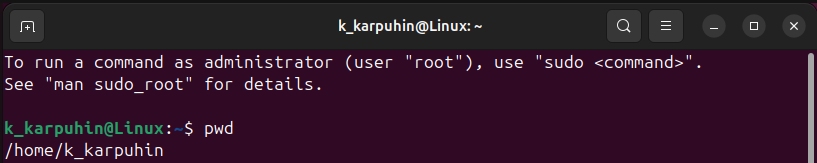 k_karpuhin@Linux: ~
To run a command as administrator (user "root"), use "sudo <command>".
See "man sudo_root" for details.
k_karpuhin@Linux:~$ pwd
/home/k_karpuhin